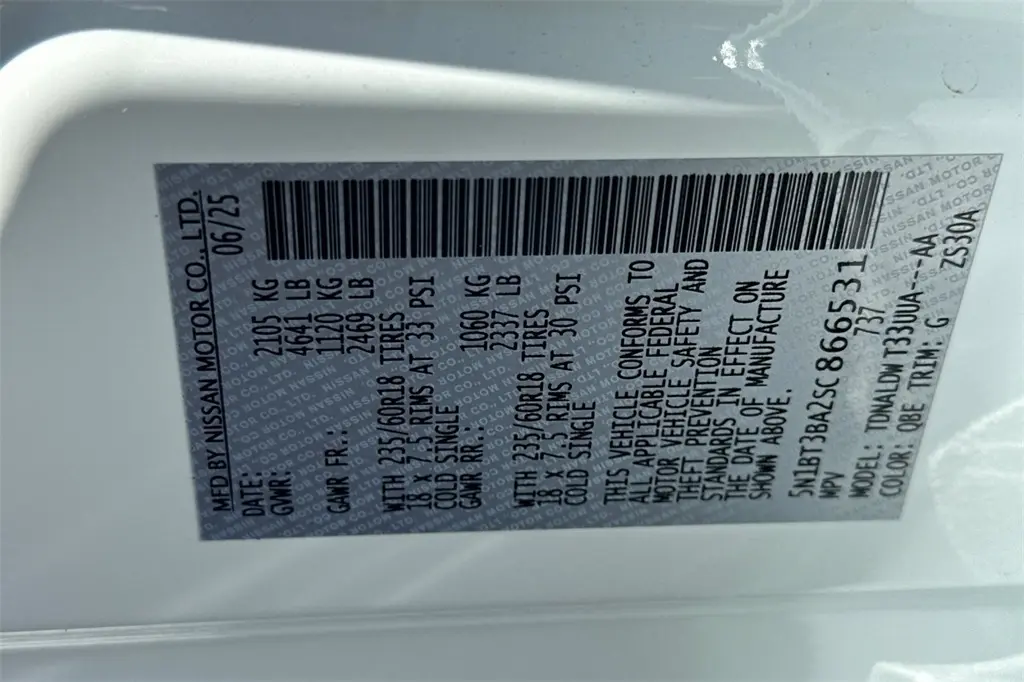 MFD BY NISSAN MOTOR CO., LTD.
DATE: 06/25
GVWR: 2105 KG
4641 LB
GAWR FR.: 1120 KG
2469 LB
WITH 235/60R18 TIRES
18 X 7.5 RIMS AT 33 PSI
COLD SINGLE
GAWR RR.: 1060 KG
2337 LB
WITH 235/60R18 TIRES
18 X 7.5 RIMS AT 30 PSI
COLD SINGLE
THIS VEHICLE CONFORMS TO
ALL APPLICABLE FEDERAL
MOTOR VEHICLE SAFETY AND
THEFT PREVENTION
STANDARDS IN EFFECT ON
THE DATE OF MANUFACTURE
SHOWN ABOVE.
5N1BT3BA2SC866531
MPV 737
MODEL: TDNALDWT33UUA---AA
COLOR: QBE TRIM: G ZS30A